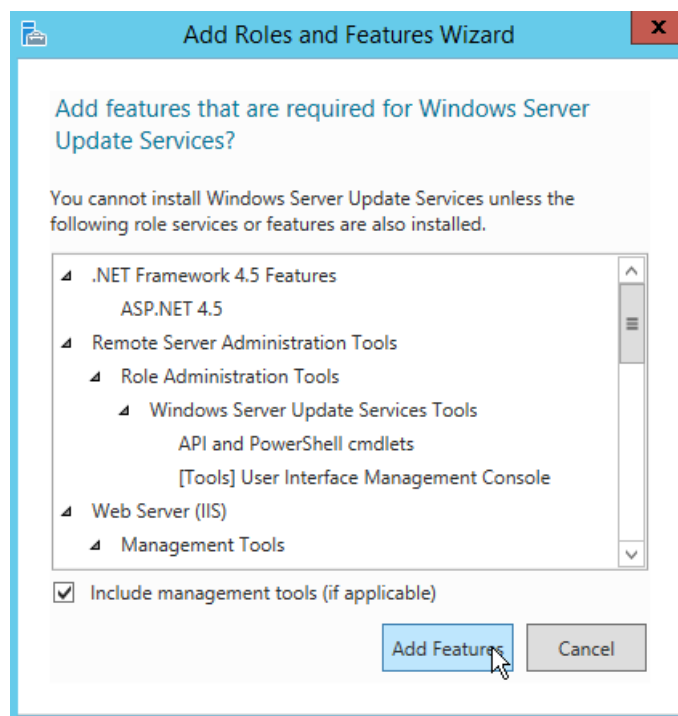 Add Roles and Features Wizard
x
Add features that are required for Windows Server
Update Services?
You cannot install Windows Server Update Services unless the
following role services or features are also installed.
.NET Framework 4.5 Features
ASP.NET 4.5
Remote Server Administration Tools
Role Administration Tools
Windows Server Update Services Tools
API and PowerShell cmdlets
[Tools] User Interface Management Console
Web Server (IIS)
Management Tools
Include management tools (if applicable)
Add Features Cancel